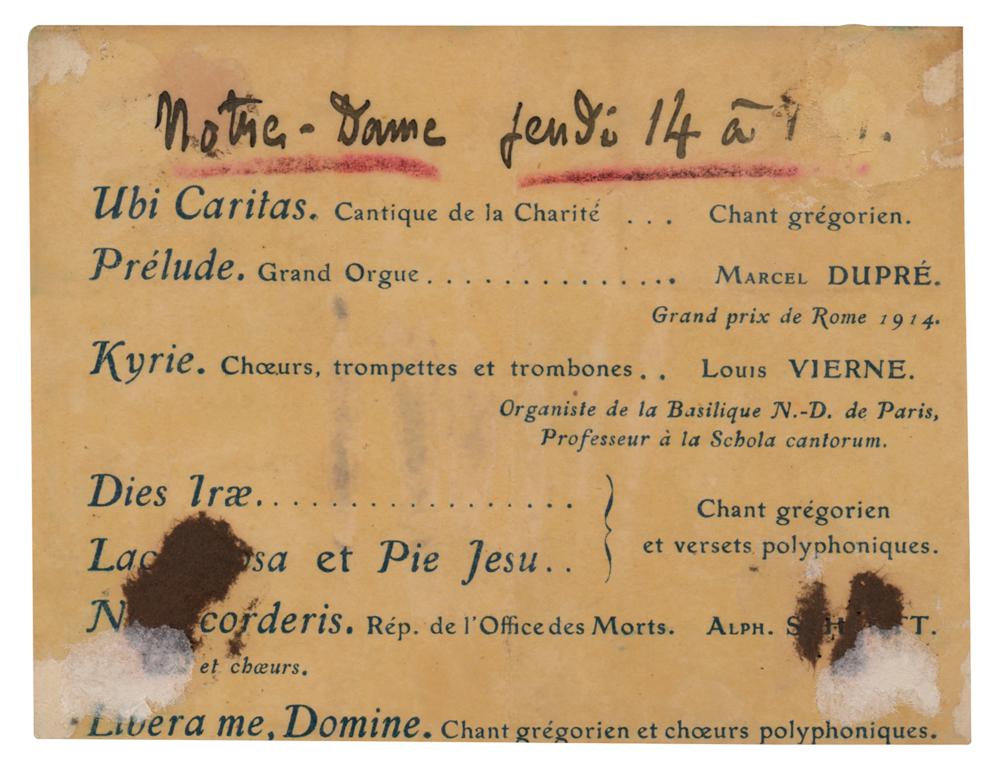 Notre-Dame jeudi 14 à
Ubi Caritas. Cantique de la Charité ... Chant grégorien.
Prélude. Grand Orgue .............. MARCEL DUPRÉ.
Grand prix de Rome 1914.
Kyrie. Chœurs, trompettes et trombones .. LOUIS VIERNE.
Organiste de la Basilique N.-D. de Paris,
Professeur à la Schola cantorum.
Dies Iræ..................
Chant grégorien
et versets polyphoniques.
et Pie Jesu..
Rép. de l'Office des Morts. ALPH.
et chœurs.
Libera me, Domine. Chant grégorien et chœurs polyphoniques.